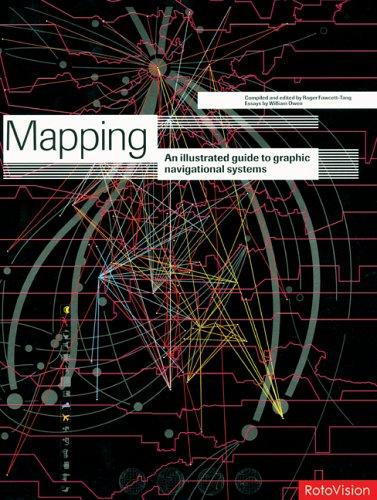 Compiled and edited by Roger Fawcett-Tang
Essays by William Owen
Mapping
An illustrated guide to graphic
navigational systems
RotoVision